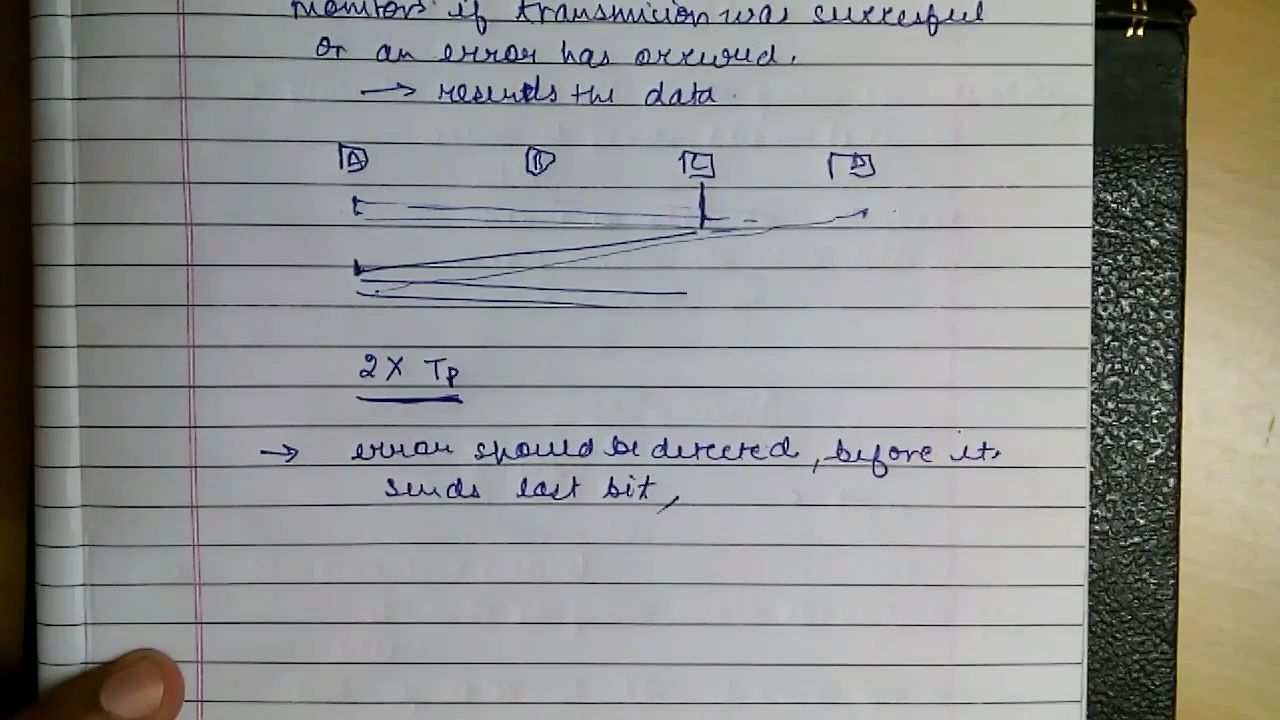 monitors if transmission was successful
or an error has occured.
→ resends the data.
A B C D
2 X Tp
→ error should be detected, before it
sends last bit,